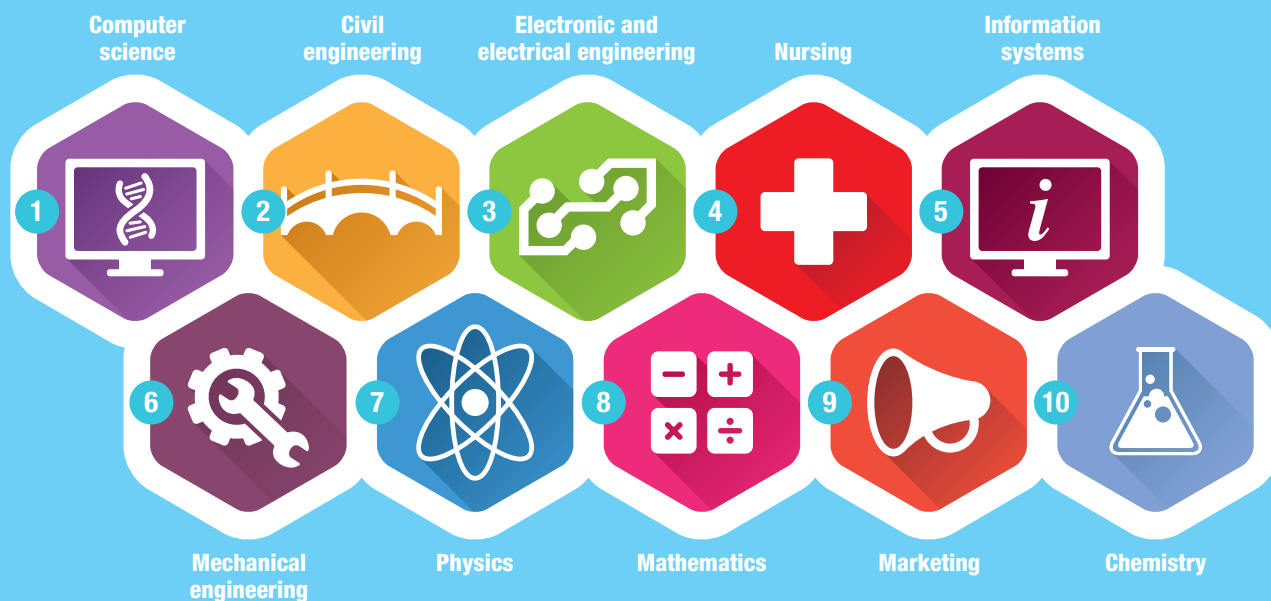 Computer
science
Civil
engineering
Electronic and
electrical engineering
Nursing
Information
systems
1
2
3
4
5
i
6
7
8
9
10
− +
× ÷
Mechanical
engineering
Physics
Mathematics
Marketing
Chemistry